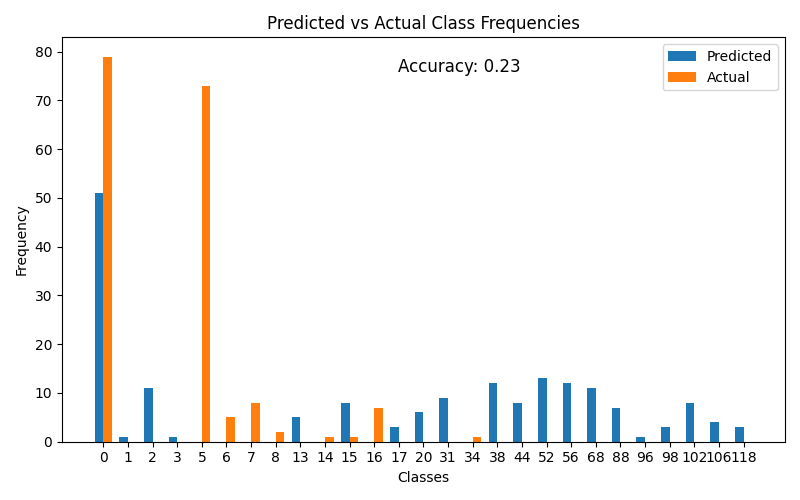 Predicted vs Actual Class Frequencies
Accuracy: 0.23
Predicted
Actual
Frequency
80
70
60
50
40
30
20
10
0
0 1 2 3 5 6 7 8 13 14 15 16 17 20 31 34 38 44 52 56 68 88 96 98 102 106 118
Classes